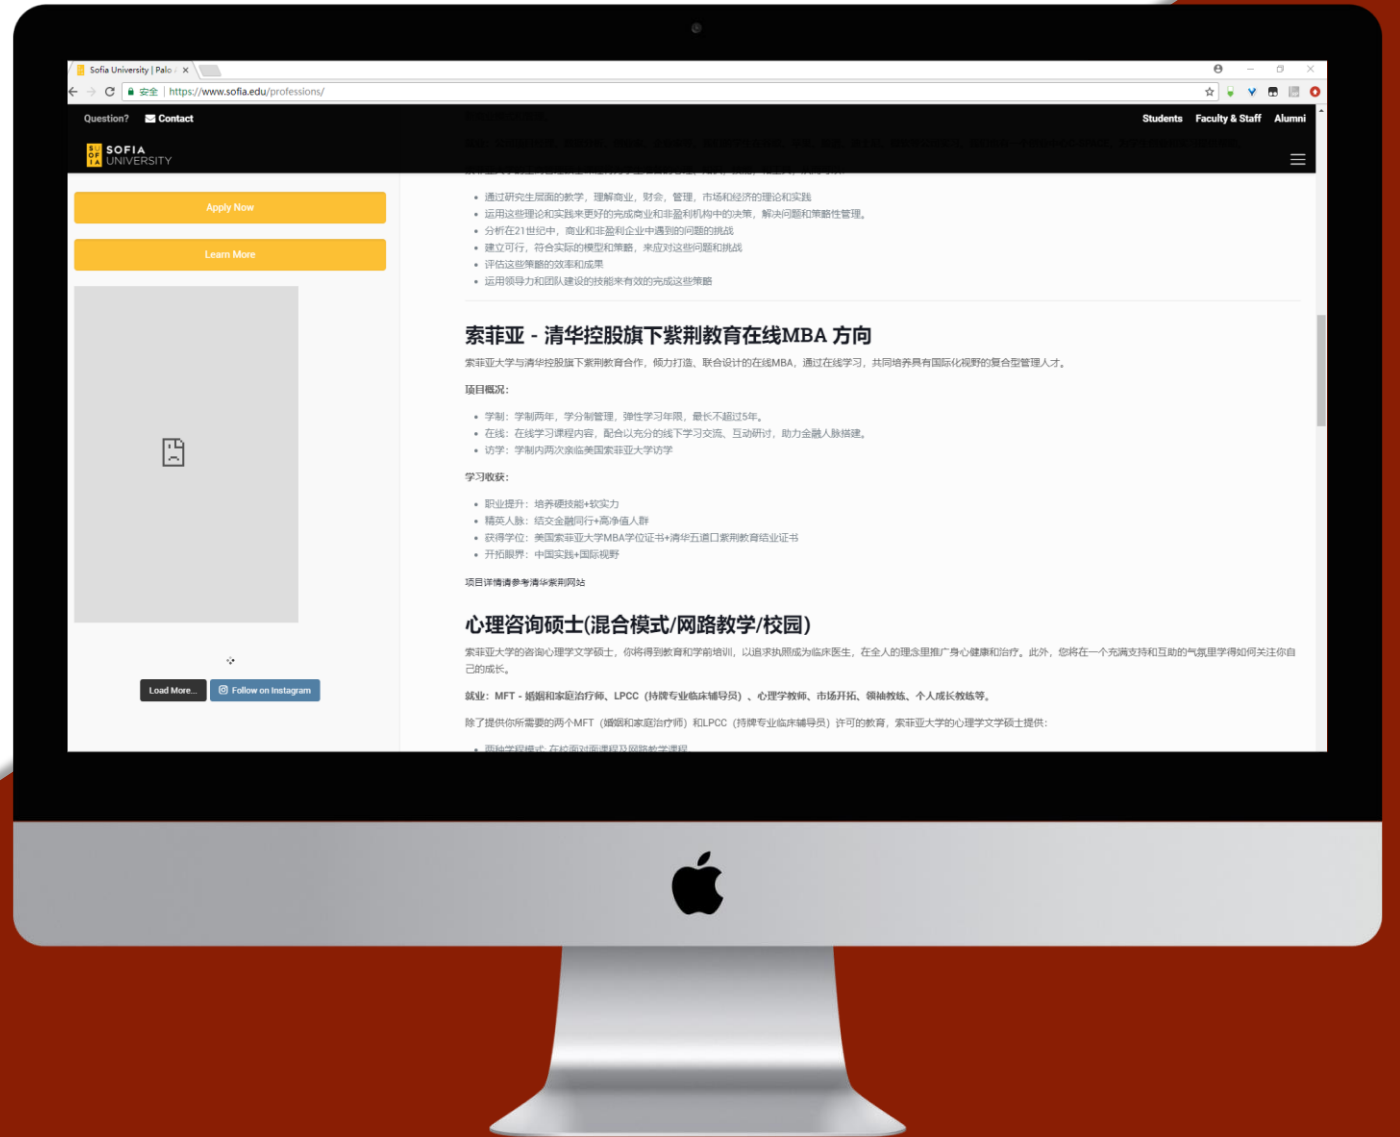 Sofia University | Palo A
安全 | https://www.sofia.edu/professions/
Question? Contact Students Faculty & Staff Alumni
SU
OF
IA
SOFIA
UNIVERSITY
Apply Now
Learn More
Load More...
Follow on Instagram
通过研究生层面的教学，理解商业，财会，管理，市场和经济的理论和实践
运用这些理论和实践来更好的完成商业和非盈利机构中的决策，解决问题和策略性管理。
分析在21世纪中，商业和非盈利企业中遇到的问题的挑战
建立可行，符合实际的模型和策略，来应对这些问题和挑战
评估这些策略的效率和成果
运用领导力和团队建设的技能来有效的完成这些策略
索菲亚 - 清华控股旗下紫荆教育在线MBA 方向
索菲亚大学与清华控股旗下紫荆教育合作，倾力打造、联合设计的在线MBA，通过在线学习，共同培养具有国际化视野的复合型管理人才。
项目概况：
学制：学制两年，学分制管理，弹性学习年限，最长不超过5年。
在线：在线学习课程内容，配合以充分的线下学习交流、互动研讨，助力金融人脉搭建。
访学：学制内两次亲临美国索菲亚大学访学
学习收获：
职业提升：培养硬技能+软实力
精英人脉：结交金融同行+高净值人群
获得学位：美国索菲亚大学MBA学位证书+清华五道口紫荆教育结业证书
开拓眼界：中国实践+国际视野
项目详情请参考清华紫荆网站
心理咨询硕士(混合模式/网路教学/校园)
索菲亚大学的咨询心理学文学硕士，你将得到教育和学前培训，以追求执照成为临床医生，在全人的理念里推广身心健康和治疗。此外，您将在一个充满支持和互助的气氛里学得如何关注你自
己的成长。
就业：MFT - 婚姻和家庭治疗师、LPCC（持牌专业临床辅导员）、心理学教师、市场开拓、领袖教练、个人成长教练等。
除了提供你所需要的两个MFT（婚姻和家庭治疗师）和LPCC（持牌专业临床辅导员）许可的教育，索菲亚大学的心理学文学硕士提供：
两种学程模式: 在校面对面课程及网路教学课程